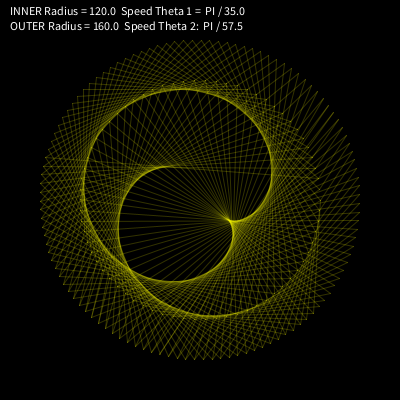 INNER Radius = 120.0  Speed Theta 1 = PI / 35.0
OUTER Radius = 160.0  Speed Theta 2: PI / 57.5